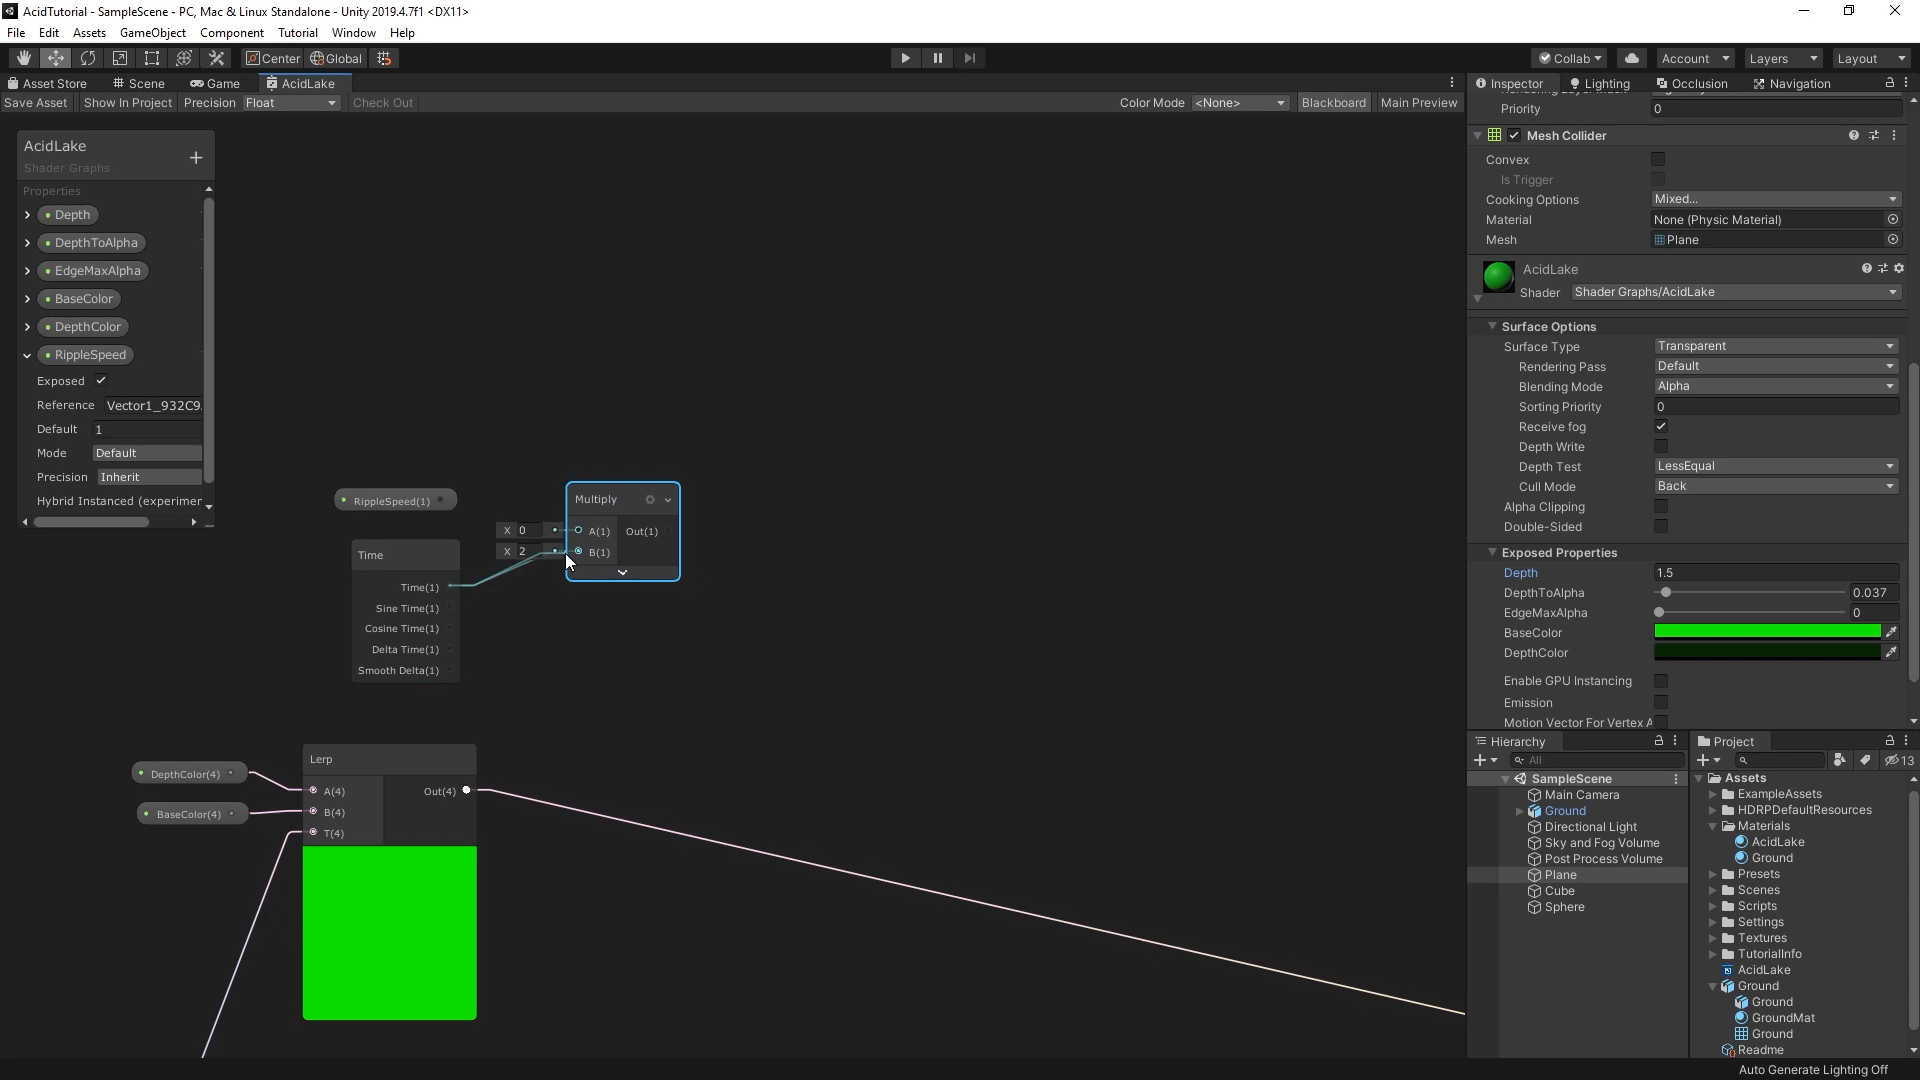 AcidTutorial - SampleScene - PC, Mac & Linux Standalone - Unity 2019.4.7f1 <DX11>
File Edit Assets GameObject Component Tutorial Window Help
Center Global Collab Account Layers Layout
Asset Store Scene Game AcidLake
Save Asset Show In Project Precision Float Check Out Color Mode <None> Blackboard Main Preview
AcidLake
Shader Graphs
Properties
Depth
DepthToAlpha
EdgeMaxAlpha
BaseColor
DepthColor
RippleSpeed
Exposed
Reference Vector1_932C9
Default 1
Mode Default
Precision Inherit
Hybrid Instanced (experimer
RippleSpeed(1)
Multiply
X 0 A(1) Out(1)
X 2 B(1)
Time
Time(1)
Sine Time(1)
Cosine Time(1)
Delta Time(1)
Smooth Delta(1)
DepthColor(4)
BaseColor(4)
Lerp
A(4) Out(4)
B(4)
T(4)
Inspector Lighting Occlusion Navigation
Priority 0
Mesh Collider
Convex
Is Trigger
Cooking Options Mixed...
Material None (Physic Material)
Mesh Plane
AcidLake
Shader Shader Graphs/AcidLake
Surface Options
Surface Type Transparent
Rendering Pass Default
Blending Mode Alpha
Sorting Priority 0
Receive fog
Depth Write
Depth Test LessEqual
Cull Mode Back
Alpha Clipping
Double-Sided
Exposed Properties
Depth 1.5
DepthToAlpha 0.037
EdgeMaxAlpha 0
BaseColor
DepthColor
Enable GPU Instancing
Emission
Motion Vector For Vertex A
Hierarchy
All
SampleScene
Main Camera
Ground
Directional Light
Sky and Fog Volume
Post Process Volume
Plane
Cube
Sphere
Project
13
Assets
ExampleAssets
HDRPDefaultResources
Materials
AcidLake
Ground
Presets
Scenes
Scripts
Settings
Textures
TutorialInfo
AcidLake
Ground
Ground
GroundMat
Ground
Readme
Auto Generate Lighting Off